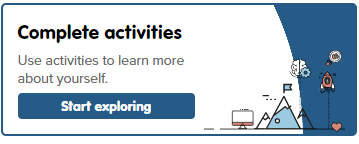 Complete activities
Use activities to learn more
about yourself.
Start exploring